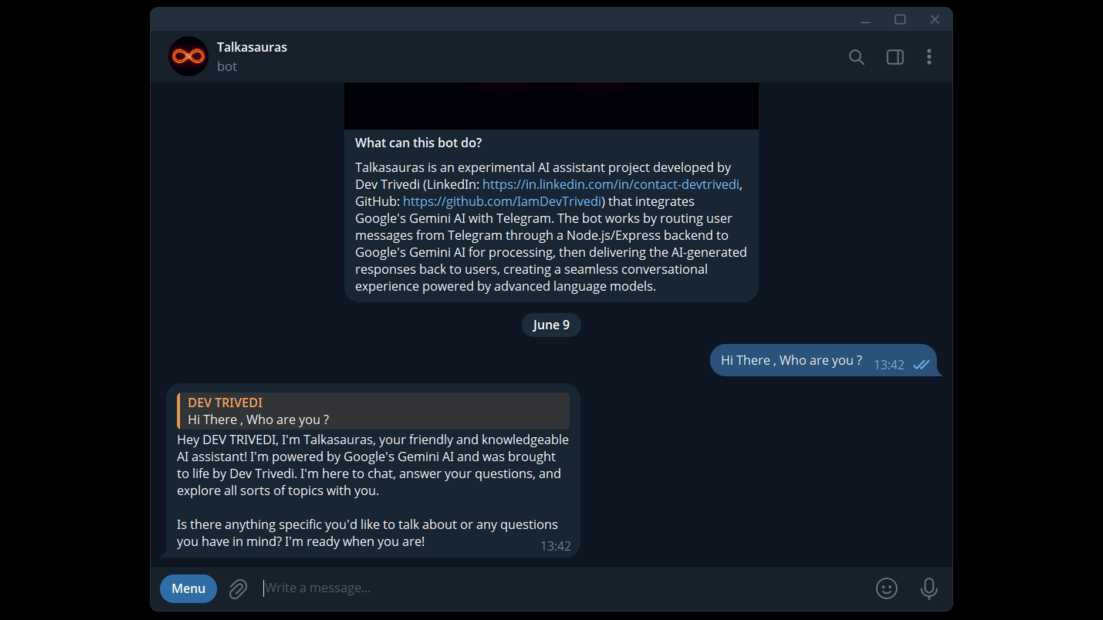 Talkasauras
bot
What can this bot do?
Talkasauras is an experimental AI assistant project developed by
Dev Trivedi (LinkedIn: https://in.linkedin.com/in/contact-devtrivedi,
GitHub: https://github.com/IamDevTrivedi) that integrates
Google's Gemini AI with Telegram. The bot works by routing user
messages from Telegram through a Node.js/Express backend to
Google's Gemini AI for processing, then delivering the AI-generated
responses back to users, creating a seamless conversational
experience powered by advanced language models.
June 9
Hi There , Who are you ? 13:42
DEV TRIVEDI
Hi There , Who are you ?
Hey DEV TRIVEDI, I'm Talkasauras, your friendly and knowledgeable
AI assistant! I'm powered by Google's Gemini AI and was brought
to life by Dev Trivedi. I'm here to chat, answer your questions, and
explore all sorts of topics with you.
Is there anything specific you'd like to talk about or any questions
you have in mind? I'm ready when you are!
13:42
Menu
Write a message...